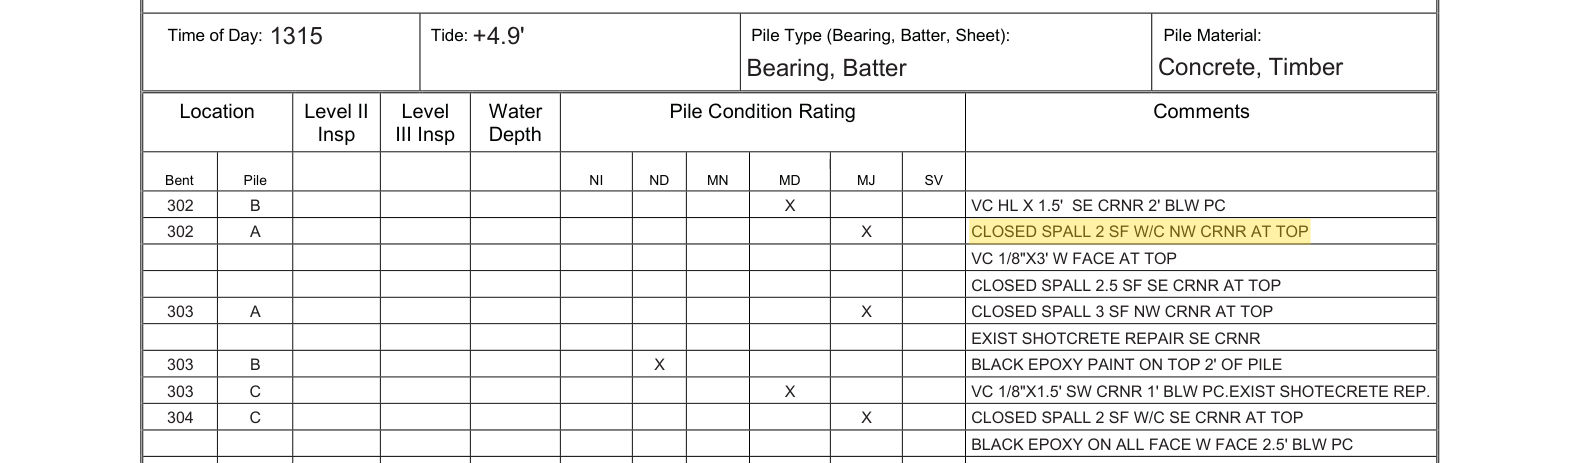 Time of Day: 1315 Tide: +4.9' Pile Type (Bearing, Batter, Sheet): Pile Material:
Bearing, Batter Concrete, Timber
Location Level II Level Water Pile Condition Rating Comments
Insp III Insp Depth
Bent Pile NI ND MN MD MJ SV
302 B X VC HL X 1.5' SE CRNR 2' BLW PC
302 A X CLOSED SPALL 2 SF W/C NW CRNR AT TOP
VC 1/8"X3' W FACE AT TOP
CLOSED SPALL 2.5 SF SE CRNR AT TOP
303 A X CLOSED SPALL 3 SF NW CRNR AT TOP
EXIST SHOTCRETE REPAIR SE CRNR
303 B X BLACK EPOXY PAINT ON TOP 2' OF PILE
303 C X VC 1/8"X1.5' SW CRNR 1' BLW PC.EXIST SHOTECRETE REP.
304 C X CLOSED SPALL 2 SF W/C SE CRNR AT TOP
BLACK EPOXY ON ALL FACE W FACE 2.5' BLW PC